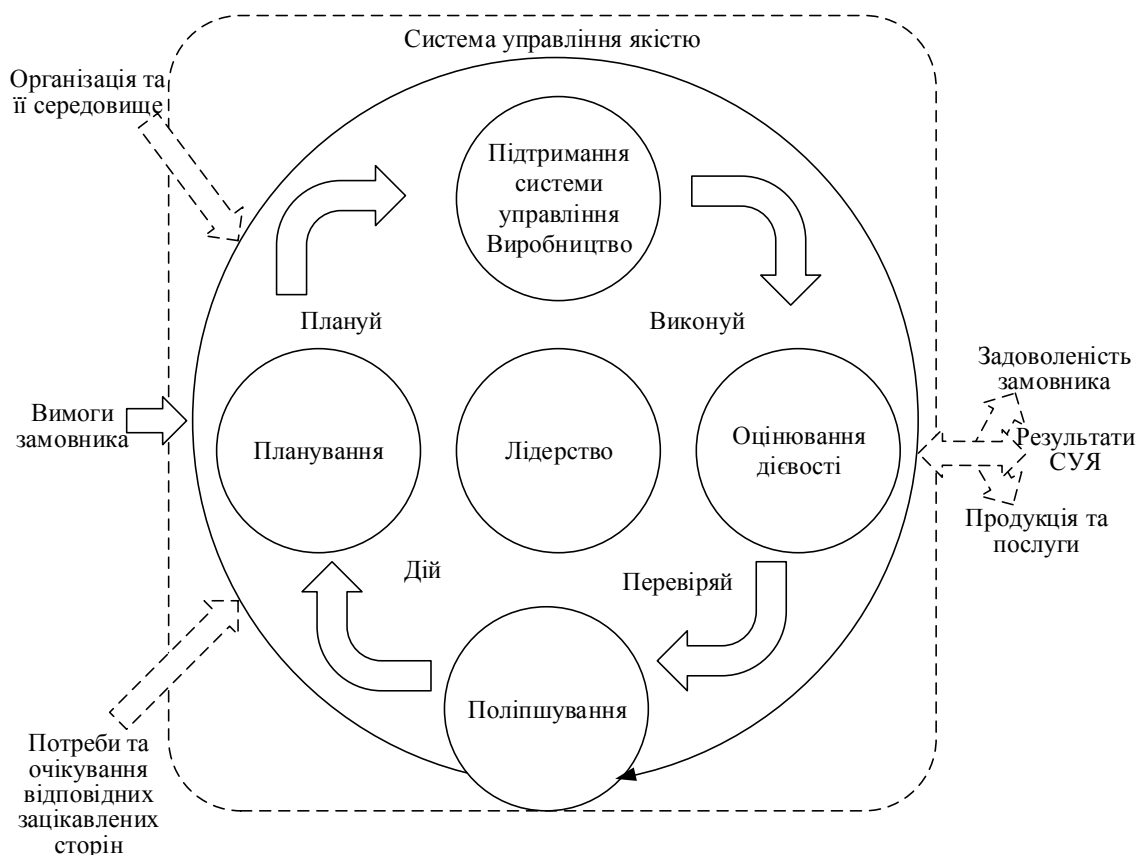 Система управління якістю
Організація та
її середовище
Підтримання
системи
управління
Виробництво
Плануй
Виконуй
Задоволеність
замовника
Вимоги
замовника
Планування
Лідерство
Оцінювання
дієвості
Результати
СУЯ
Продукція та
послуги
Дій
Перевіряй
Поліпшування
Потреби та
очікування
відповідних
зацікавлених
сторін